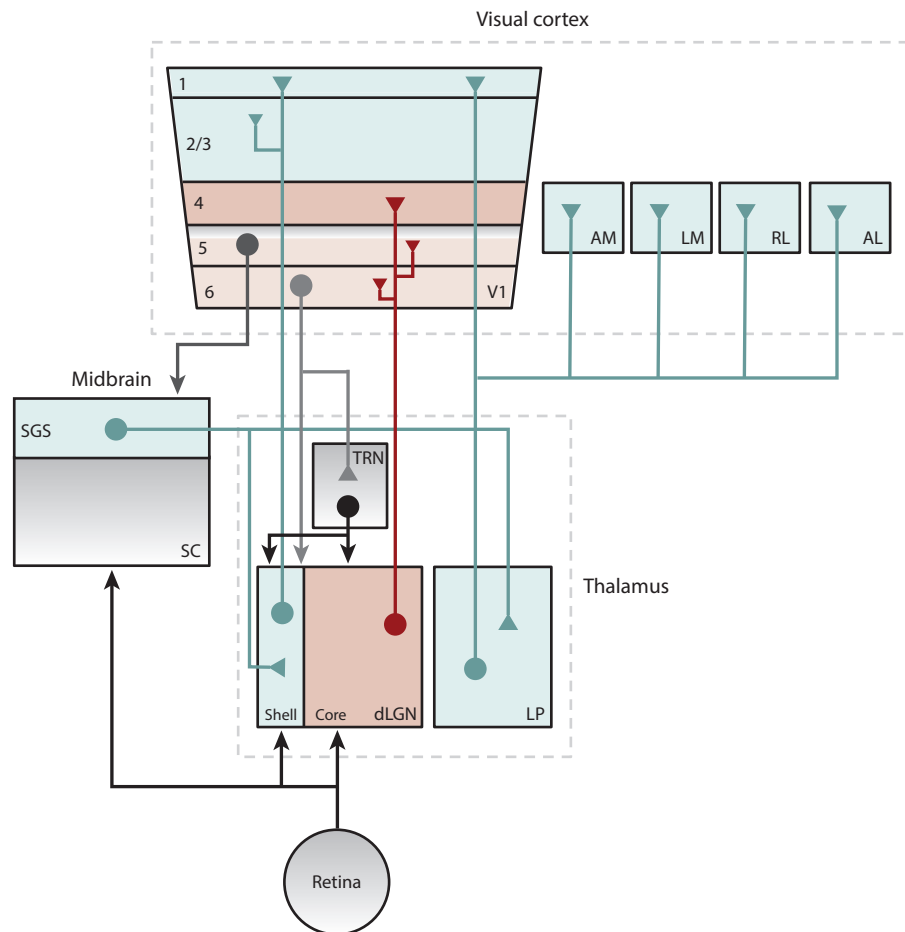 Visual cortex
1
2/3
4
5
6
V1
AM
LM
RL
AL
Midbrain
SGS
SC
TRN
Thalamus
Shell
Core
dLGN
LP
Retina